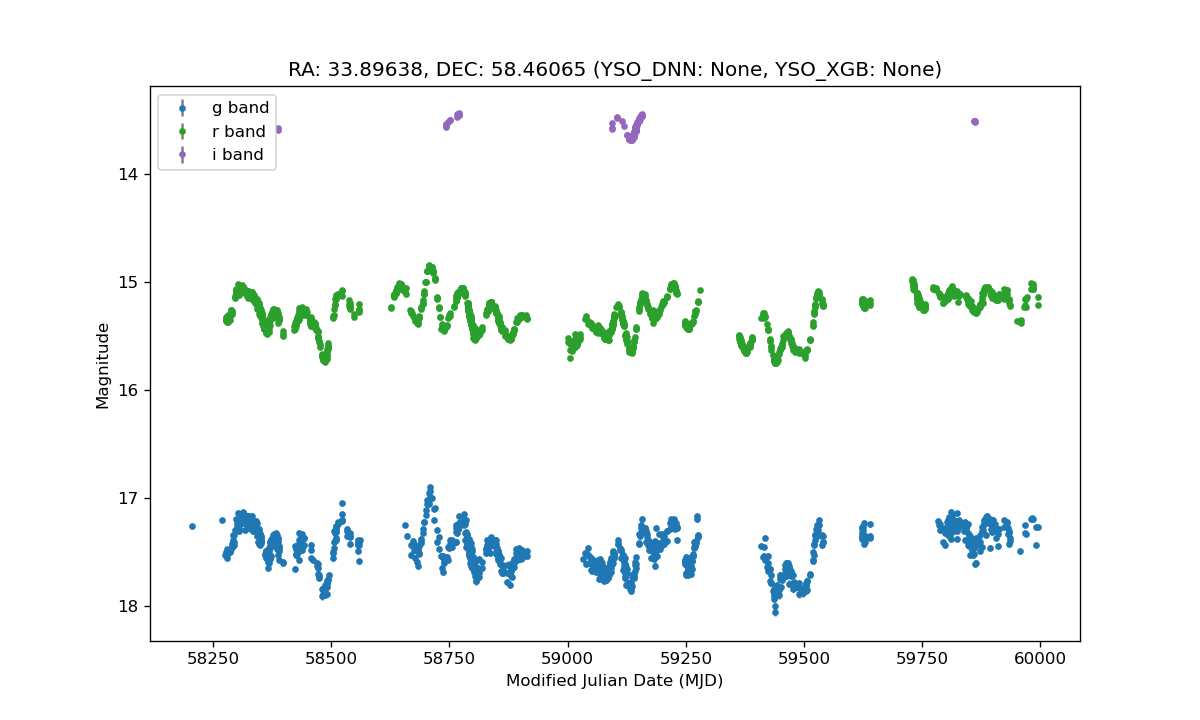 RA: 33.89638, DEC: 58.46065 (YSO_DNN: None, YSO_XGB: None)
g band
r band
i band
14
15
16
17
18
Magnitude
58250 58500 58750 59000 59250 59500 59750 60000
Modified Julian Date (MJD)